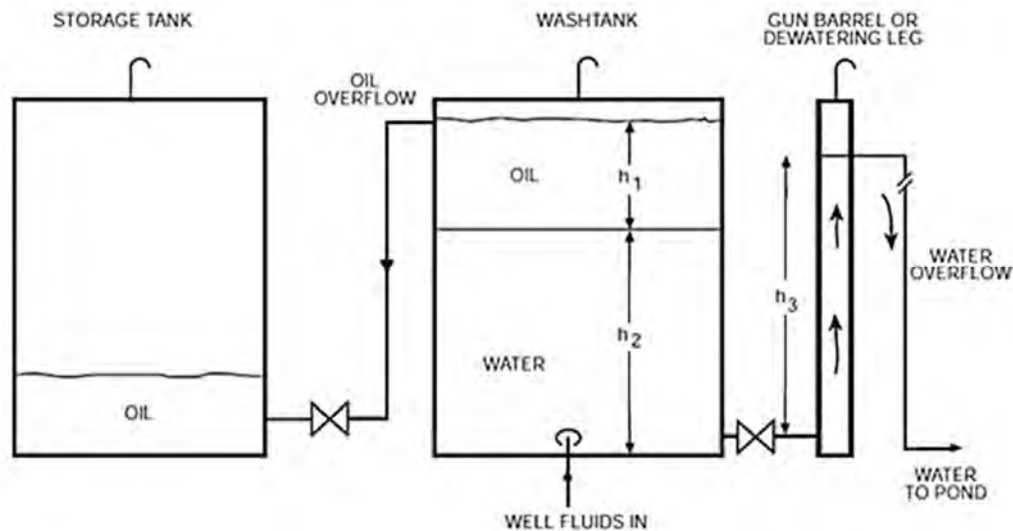 STORAGE TANK
WASHTANK
GUN BARREL OR
DEWATERING LEG
OIL
OVERFLOW
OIL
h1
h2
h3
WATER
OIL
WATER
OVERFLOW
WATER
TO POND
WELL FLUIDS IN